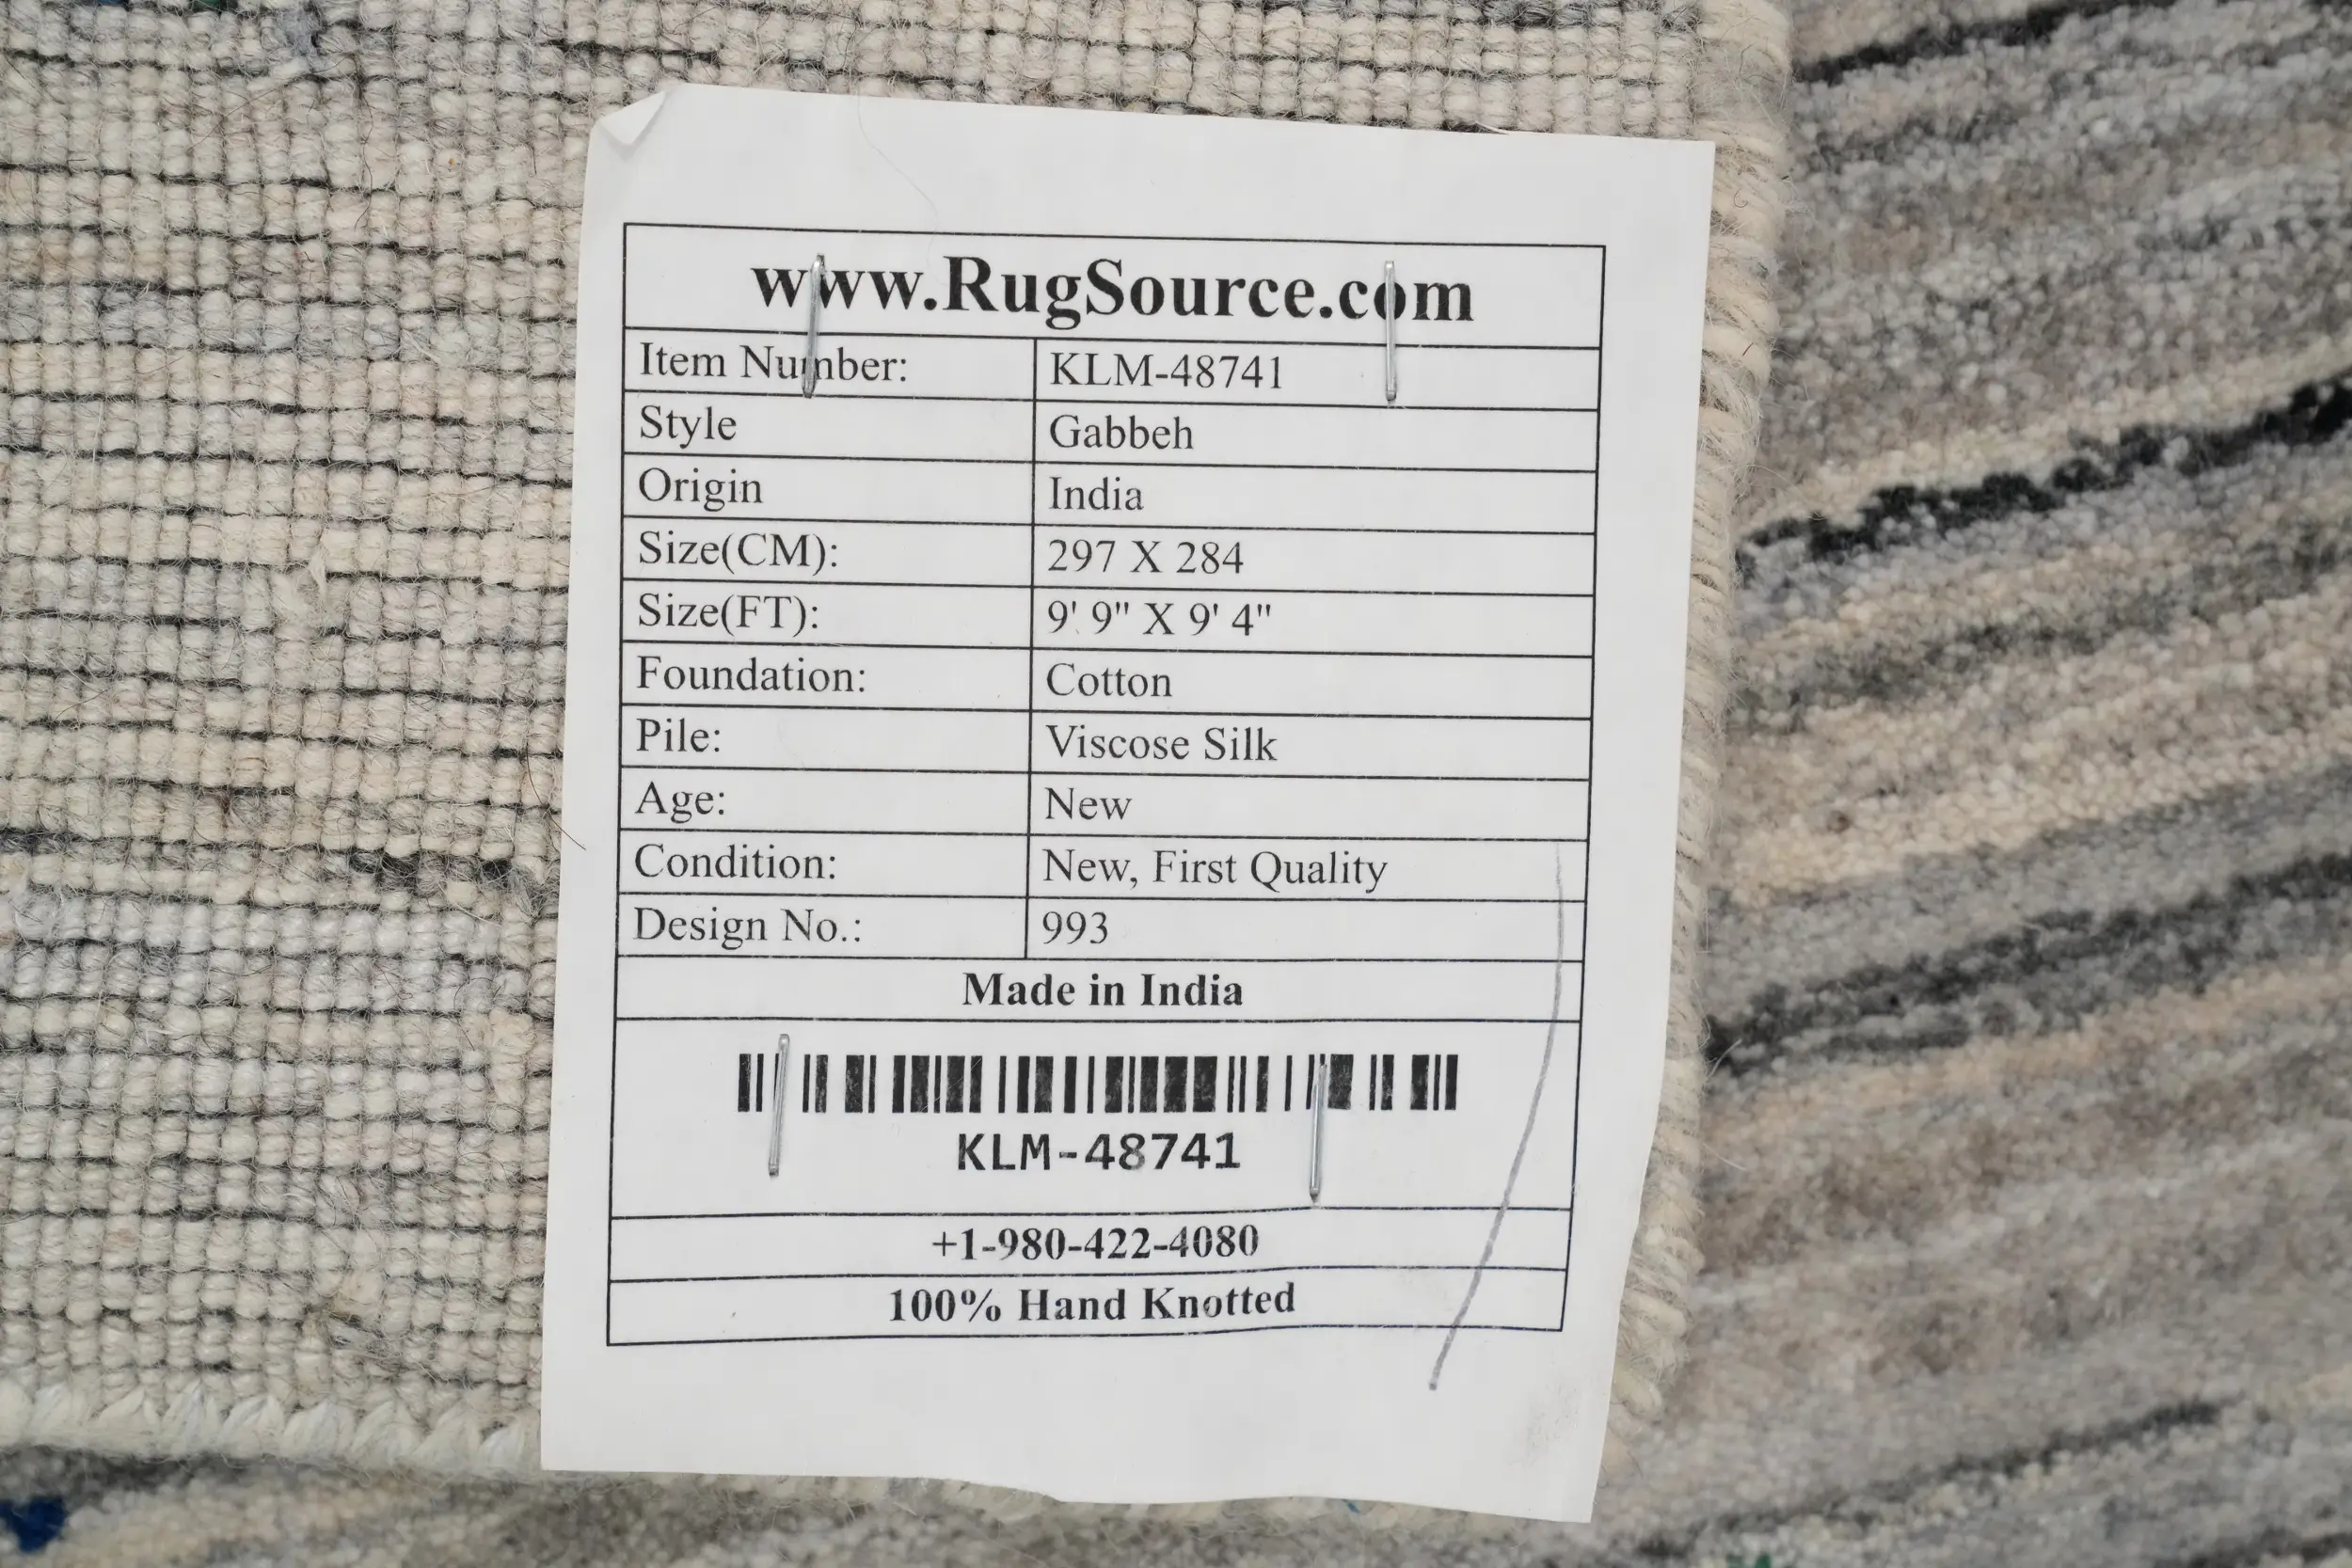 www.RugSource.com
Item Number: KLM-48741
Style Gabbeh
Origin India
Size(CM): 297 X 284
Size(FT): 9' 9" X 9' 4"
Foundation: Cotton
Pile: Viscose Silk
Age: New
Condition: New, First Quality
Design No.: 993
Made in India
KLM-48741
+1-980-422-4080
100% Hand Knotted